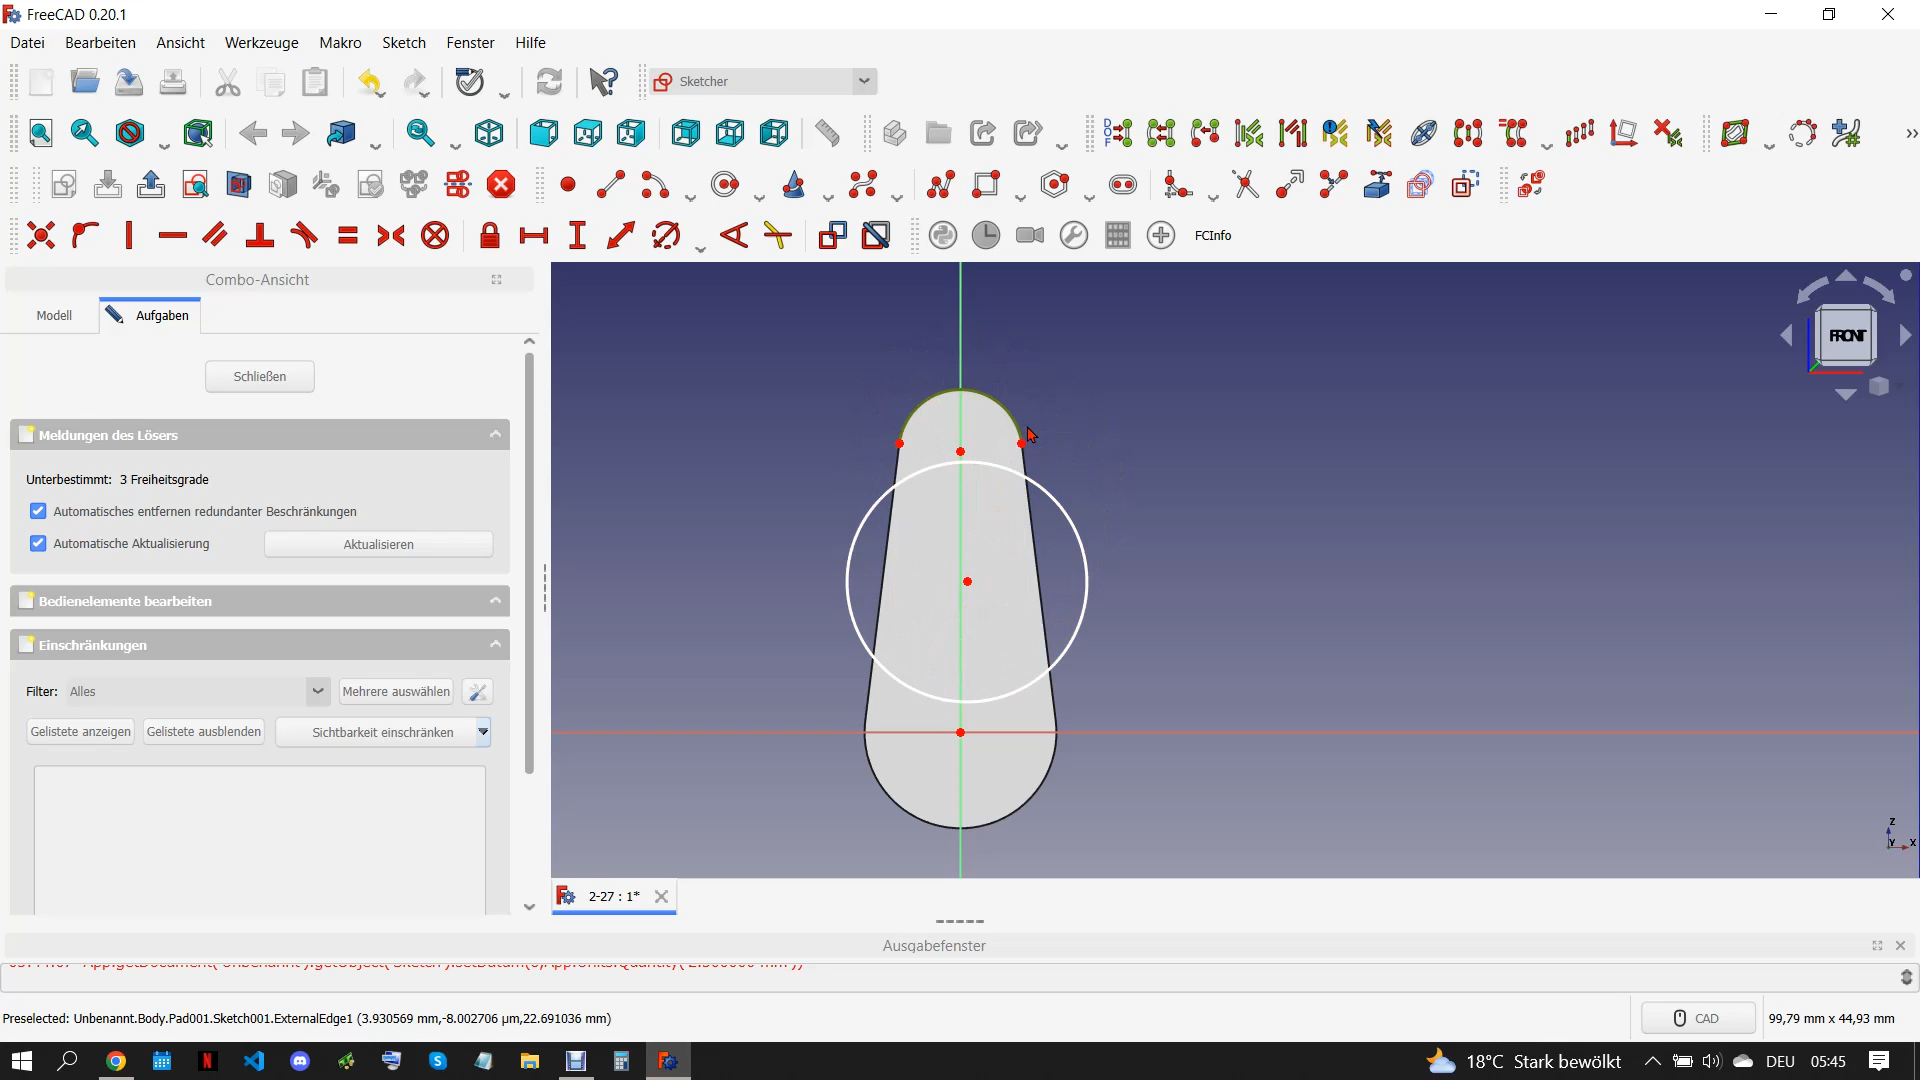 FreeCAD 0.20.1
Datei Bearbeiten Ansicht Werkzeuge Makro Sketch Fenster Hilfe
Sketcher
FCInfo
Combo-Ansicht
Modell Aufgaben
Schließen
Meldungen des Lösers
Unterbestimmt: 3 Freiheitsgrade
Automatisches entfernen redundanter Beschränkungen
Automatische Aktualisierung Aktualisieren
Bedienelemente bearbeiten
Einschränkungen
Filter: Alles Mehrere auswählen
Gelistete anzeigen Gelistete ausblenden Sichtbarkeit einschränken
FRONT
Z
Y X
2-27 : 1*
Ausgabefenster
Preselected: Unbenannt.Body.Pad001.Sketch001.ExternalEdge1 (3.930569 mm,-8.002706 µm,22.691036 mm)
CAD 99,79 mm x 44,93 mm
18°C Stark bewölkt DEU 05:45